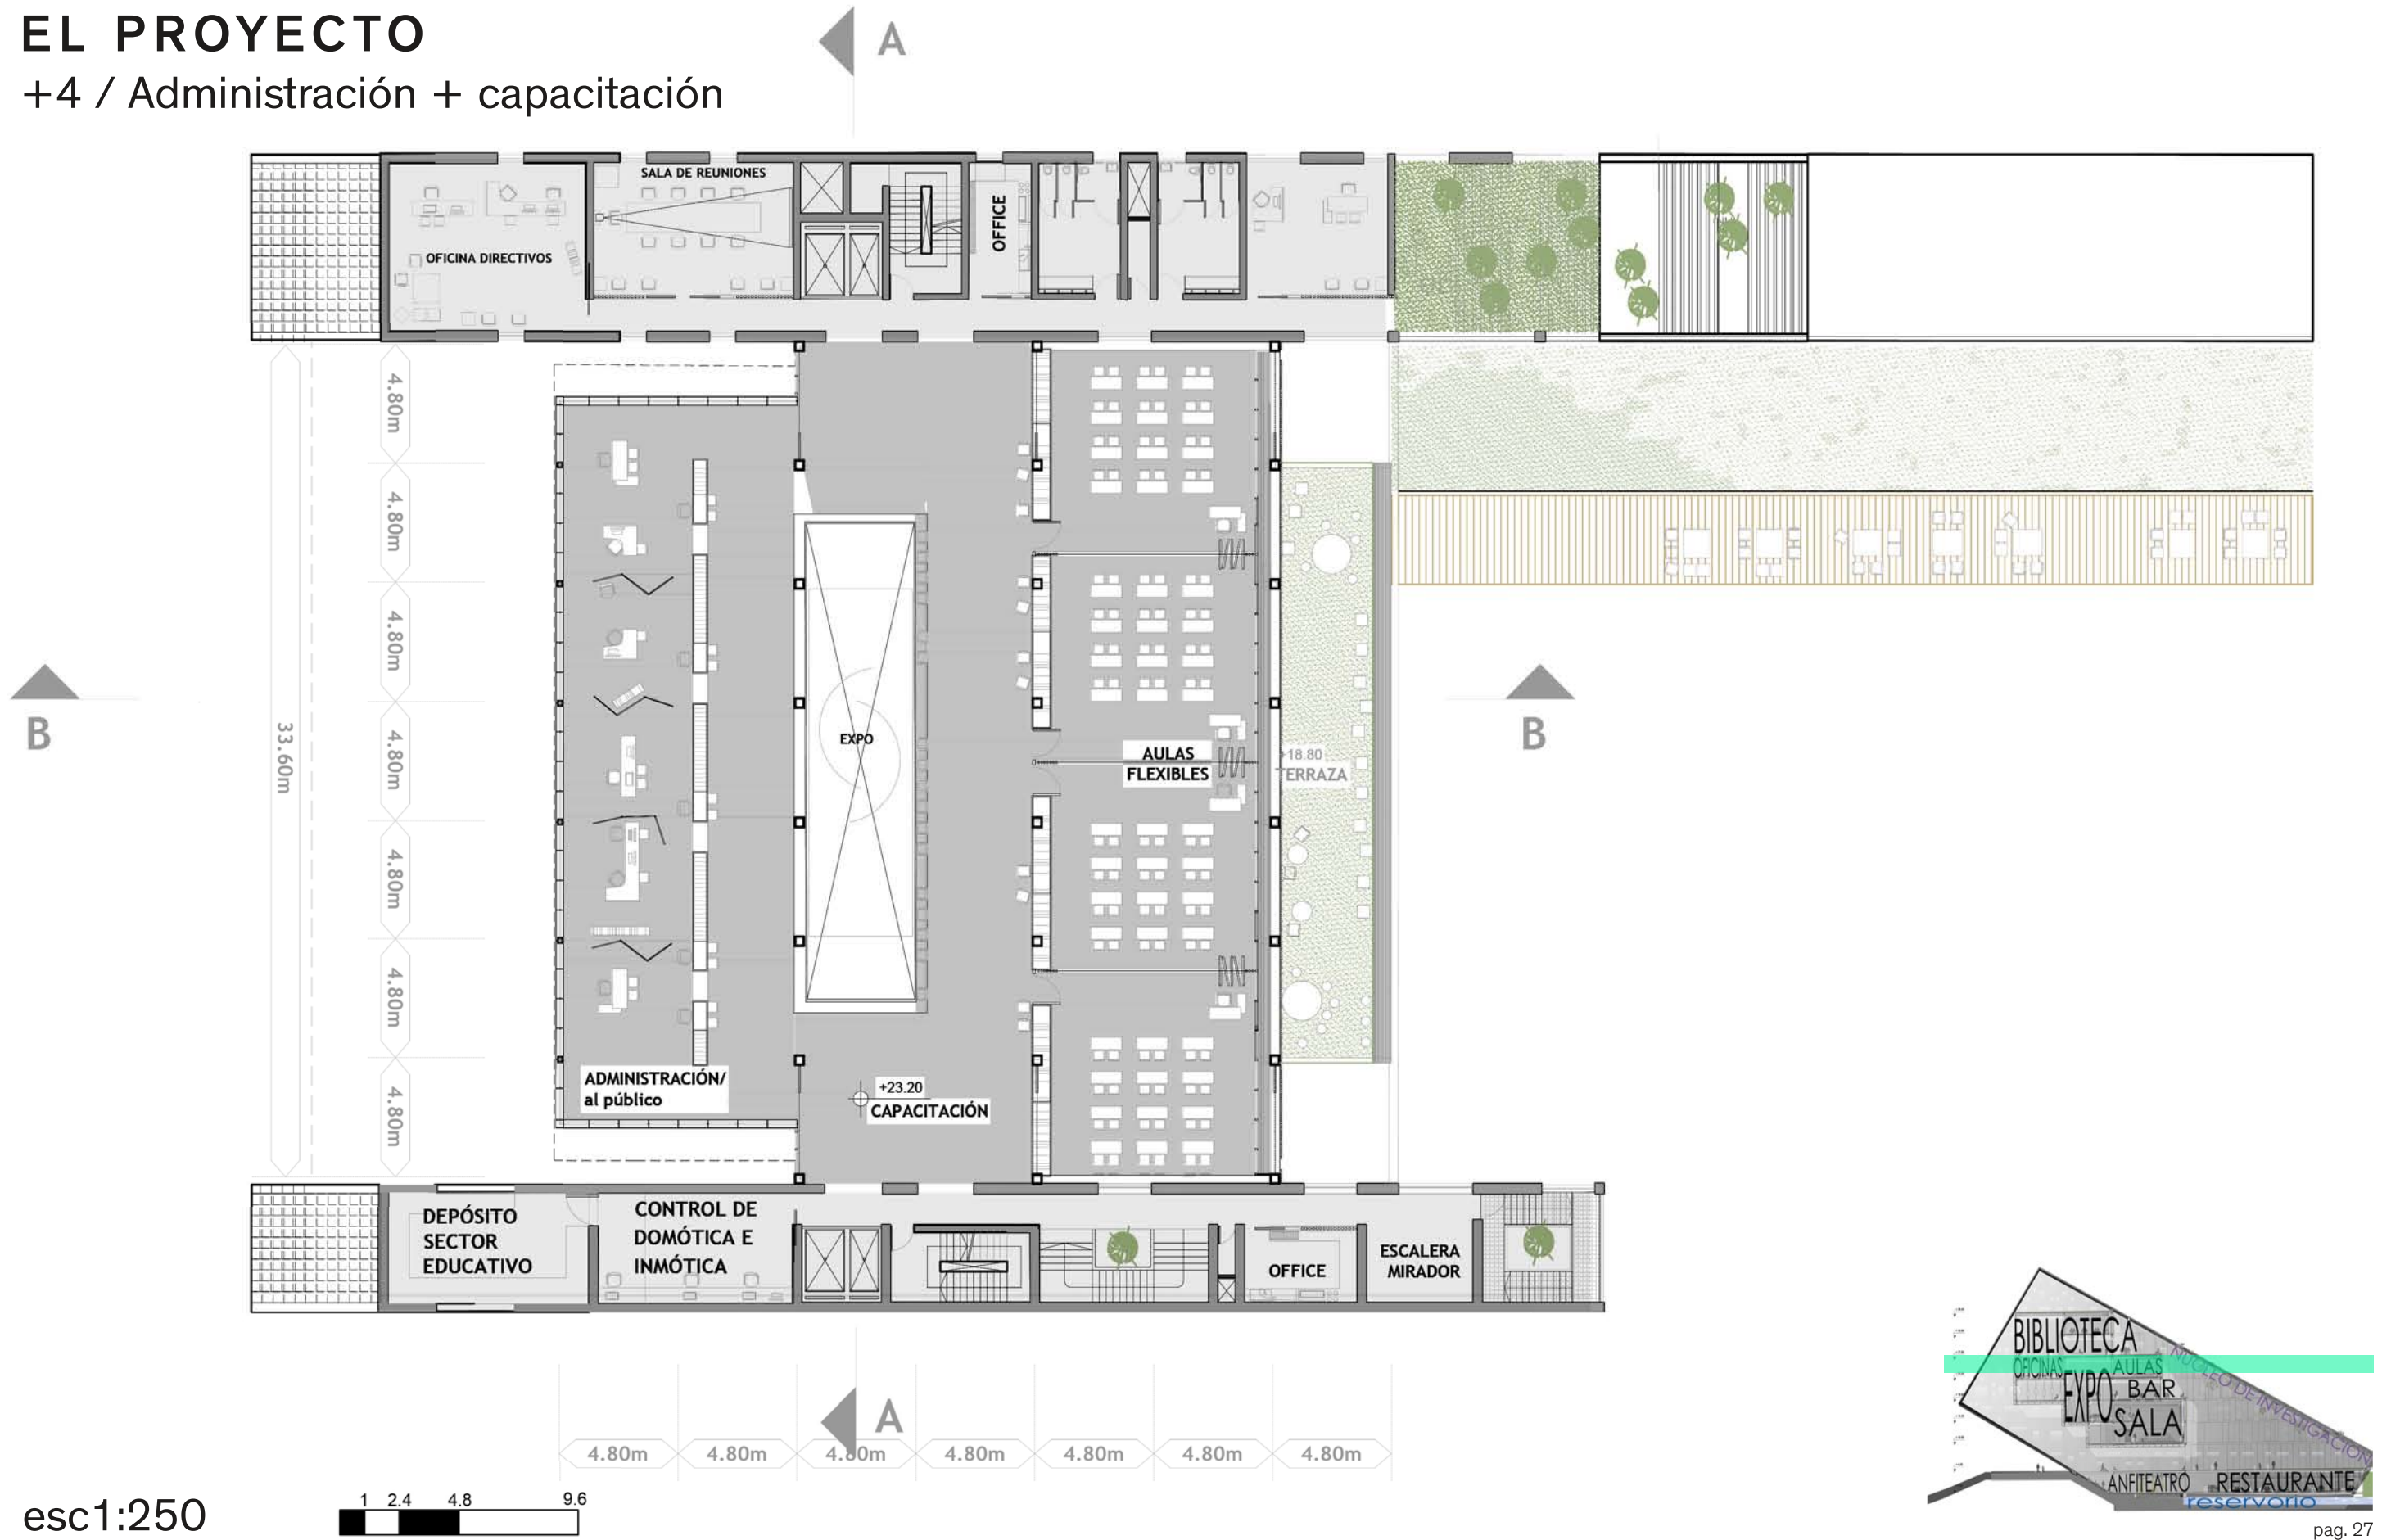 EL PROYECTO
+4 / Administración + capacitación
A
SALA DE REUNIONES
OFFICE
OFICINA DIRECTIVOS
4.80m
4.80m
4.80m
4.80m
4.80m
4.80m
4.80m
33.60m
B
B
EXPO
AULAS
FLEXIBLES
+18.80
TERRAZA
ADMINISTRACIÓN/
al público
+23.20
CAPACITACIÓN
DEPÓSITO
SECTOR
EDUCATIVO
CONTROL DE
DOMÓTICA E
INMÓTICA
OFFICE
ESCALERA
MIRADOR
A
4.80m
4.80m
4.80m
4.80m
4.80m
4.80m
4.80m
BIBLIOTECA
OFICINAS
AULAS
EXPO
BAR
SALA
NUCLEO DE INVESTIGACION
ANFITEATRO
RESTAURANTE
reservorio
esc1:250
1 2.4 4.8 9.6
pag. 27